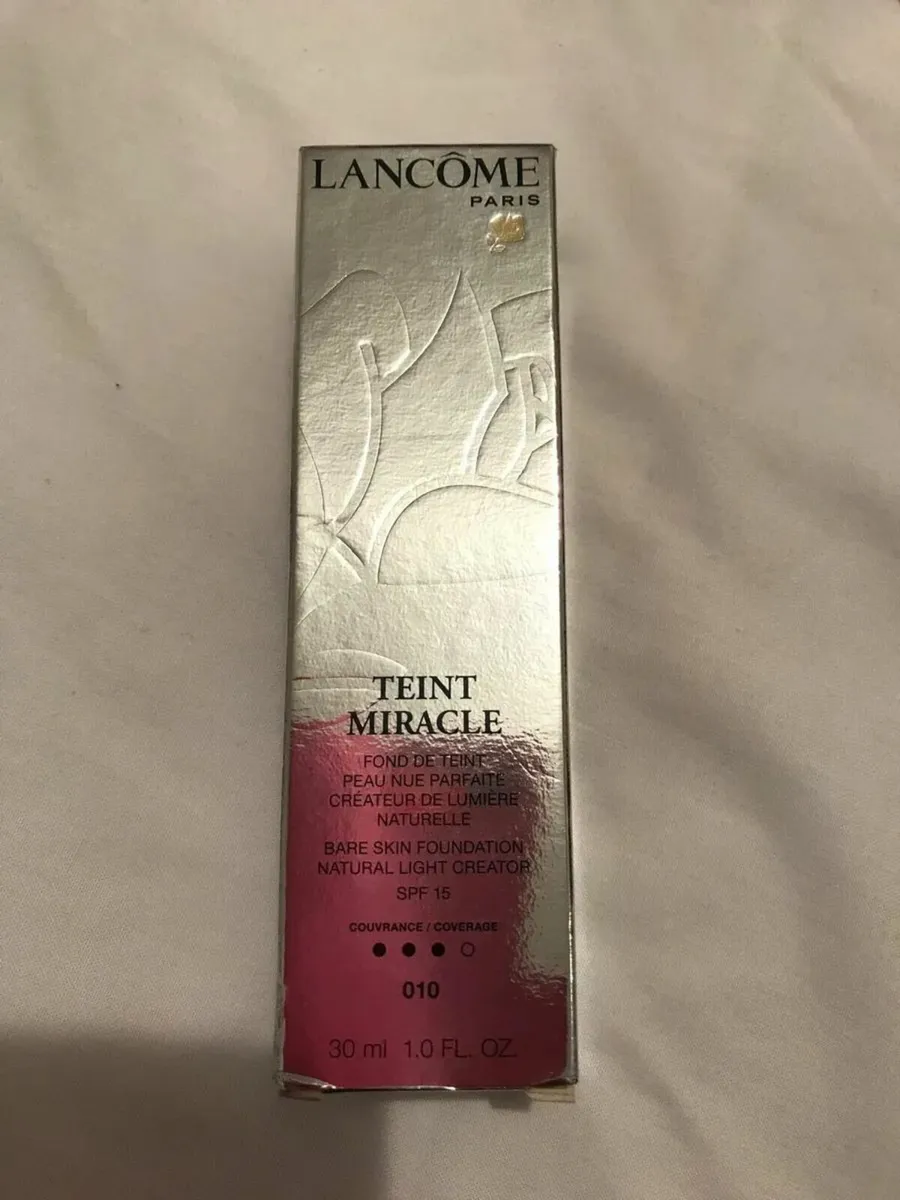 LANCÔME
PARIS
TEINT
MIRACLE
FOND DE TEINT
PEAU NUE PARFAITE
CRÉATEUR DE LUMIÈRE
NATURELLE
BARE SKIN FOUNDATION
NATURAL LIGHT CREATOR
SPF 15
COUVRANCE / COVERAGE
010
30 ml 1.0 FL. OZ.